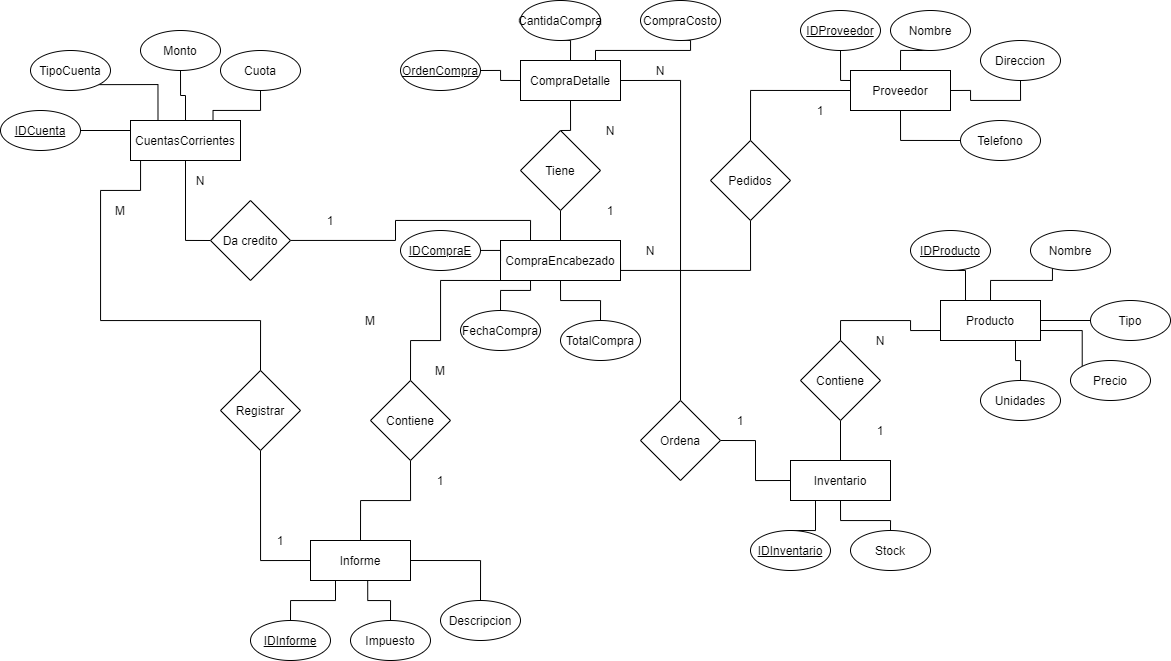 CantidaCompra
CompraCosto
IDProveedor
Nombre
Monto
TipoCuenta
Cuota
OrdenCompra
CompraDetalle
N
Direccion
Proveedor
1
IDCuenta
CuentasCorrientes
N
Telefono
N
M
Tiene
Pedidos
1
1
Da credito
IDCompraE
CompraEncabezado
N
IDProducto
Nombre
M
FechaCompra
TotalCompra
Producto
Tipo
N
M
Contiene
Precio
Unidades
Registrar
Contiene
1
1
Ordena
1
Inventario
1
IDInventario
Stock
Informe
Descripcion
IDInforme
Impuesto